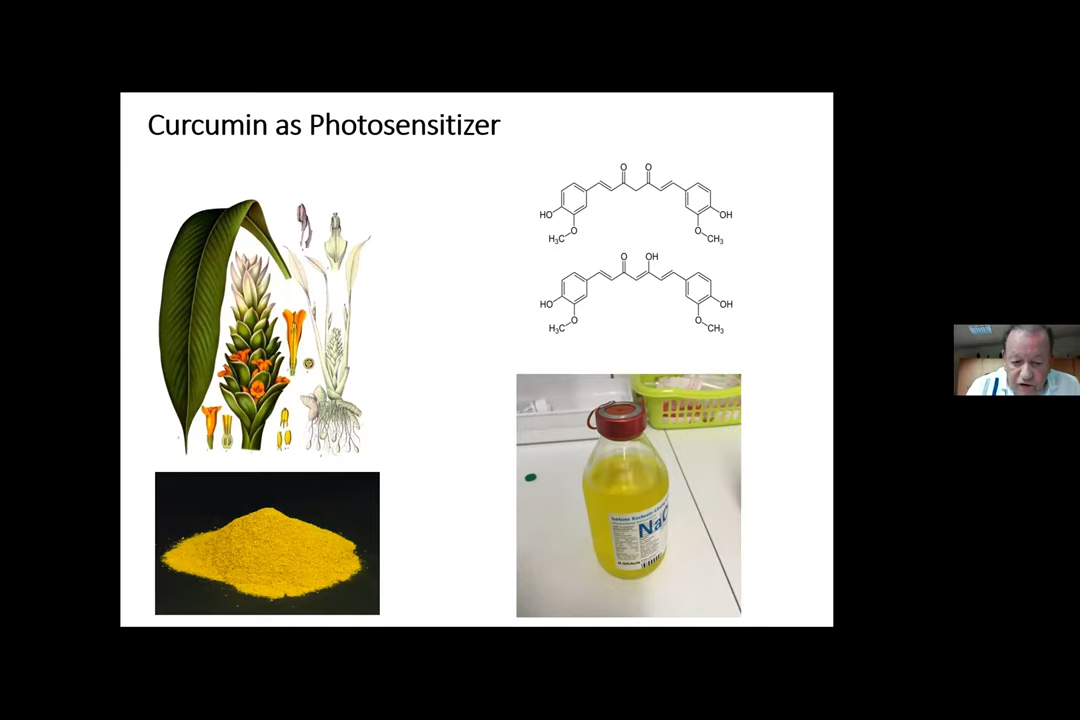 Curcumin as Photosensitizer
O O
HO OH
O O
H₃C CH₃
O OH
HO OH
O O
H₃C CH₃
NaC